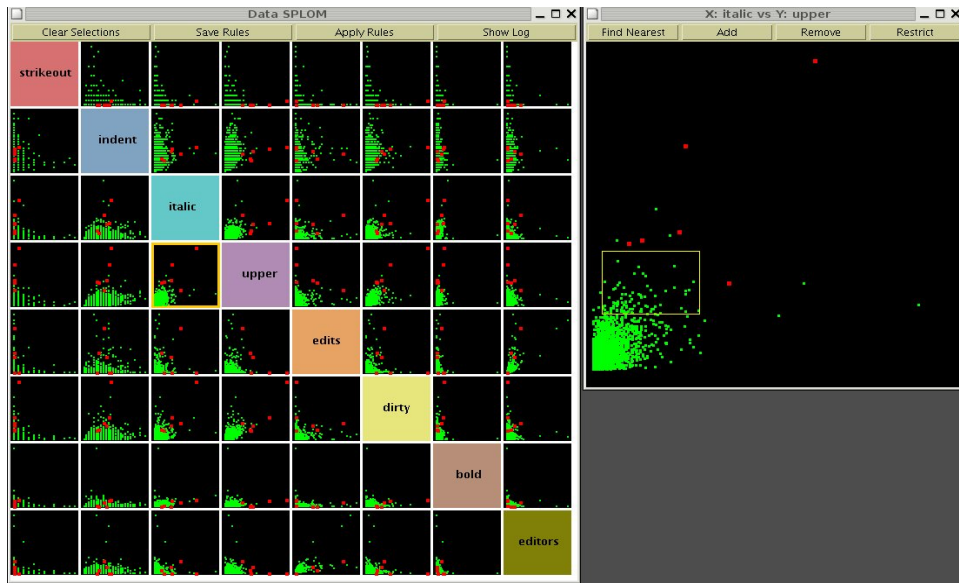 Data SPLOM
Clear Selections Save Rules Apply Rules Show Log
strikeout
indent
italic
upper
edits
dirty
bold
editors
X: italic vs Y: upper
Find Nearest Add Remove Restrict